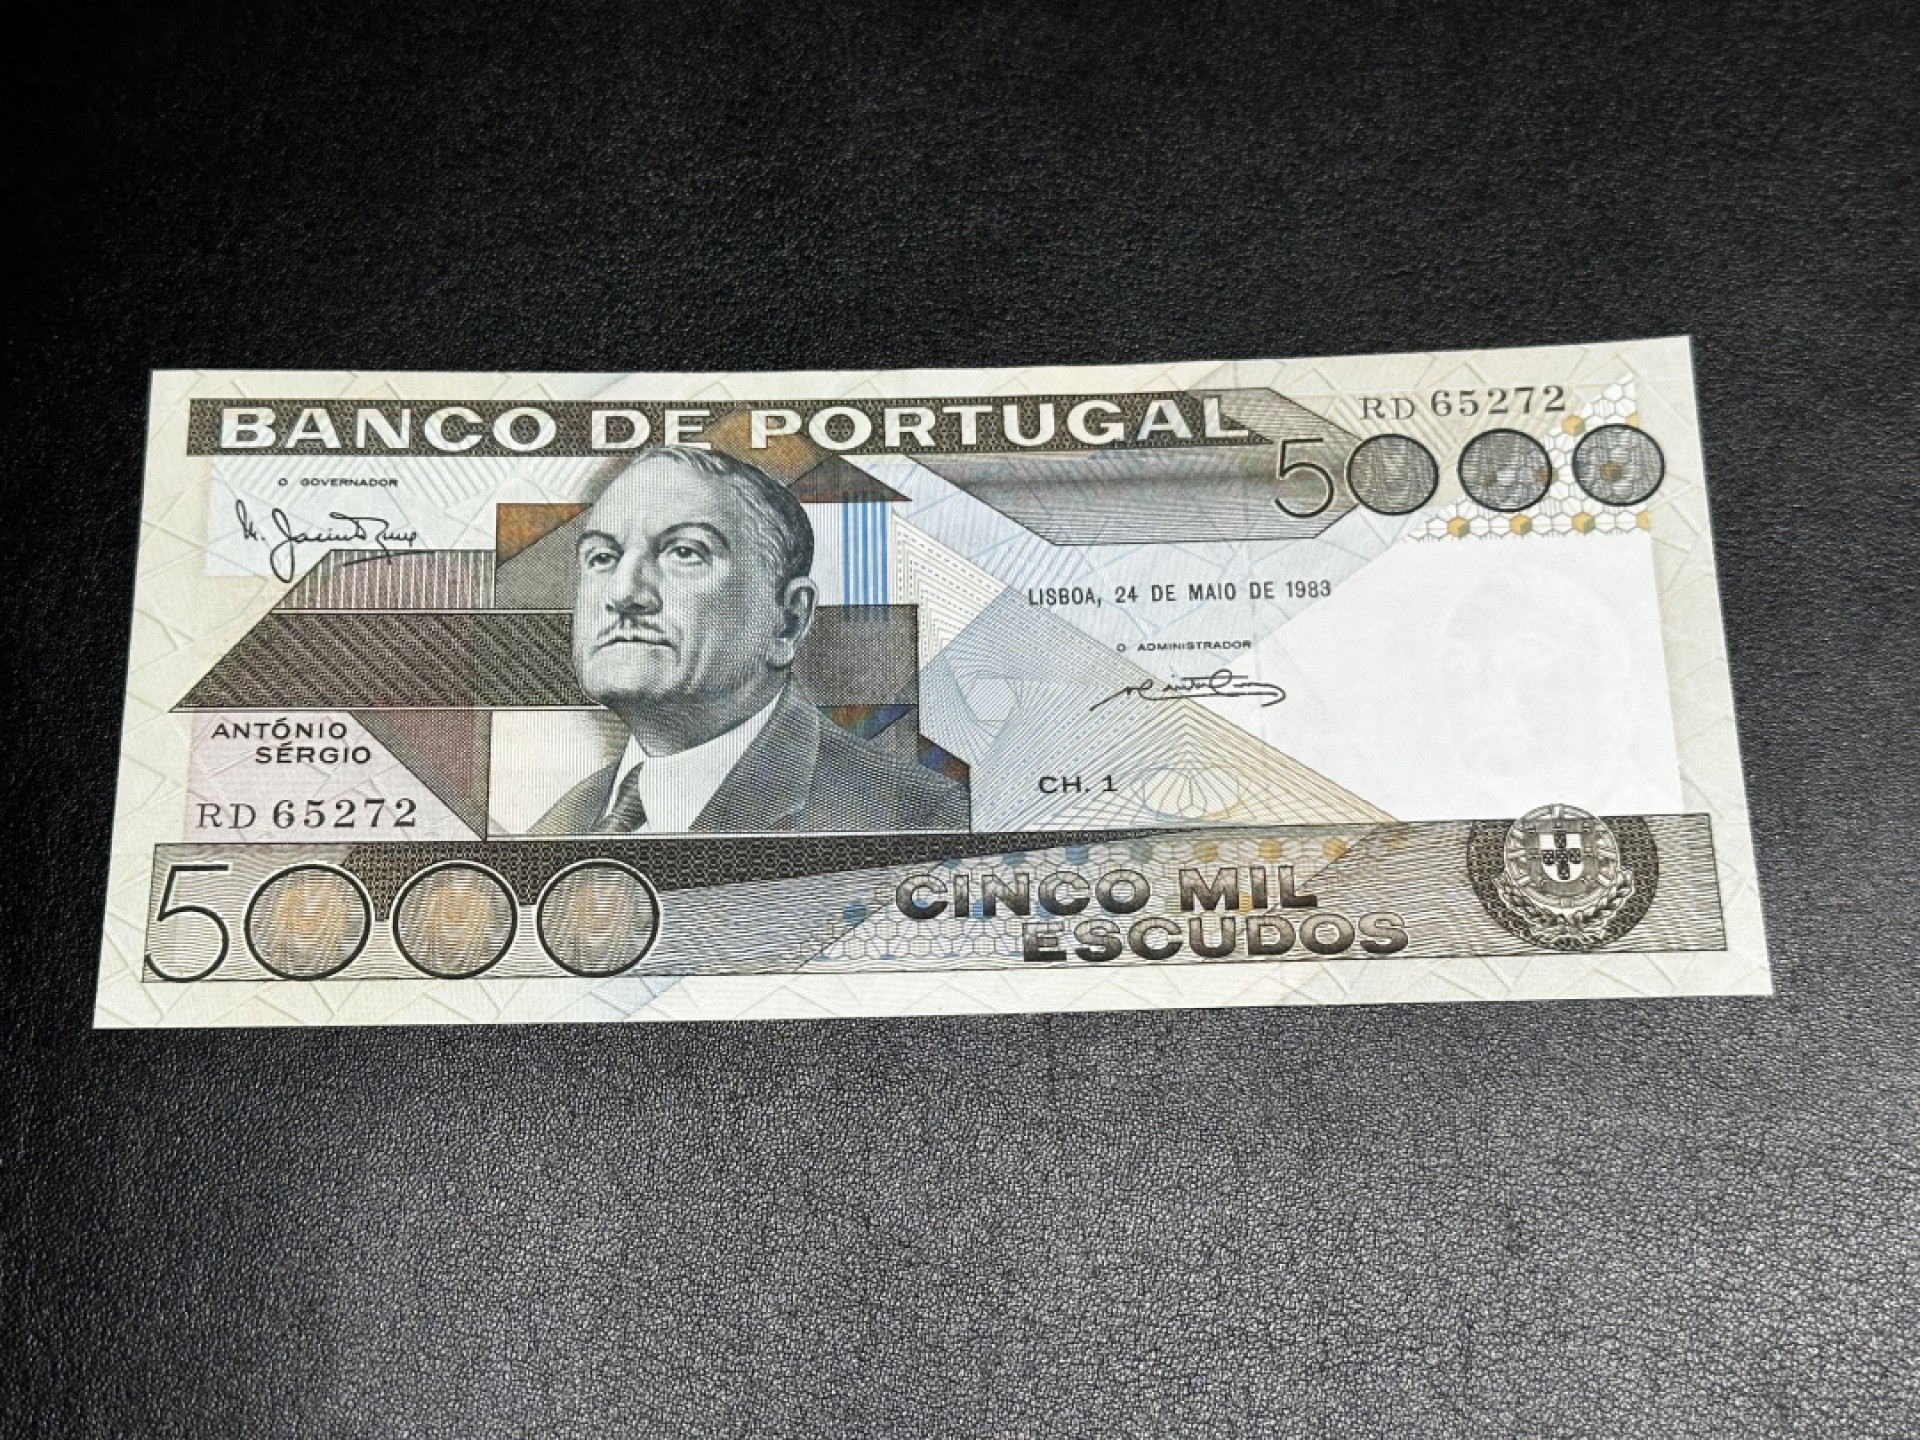 BANCO DE PORTUGAL
RD 65272
5000
O GOVERNADOR
LISBOA, 24 DE MAIO DE 1983
O ADMINISTRADOR
ANTÓNIO
SÉRGIO
CH. 1
RD 65272
5000
CINCO MIL
ESCUDOS